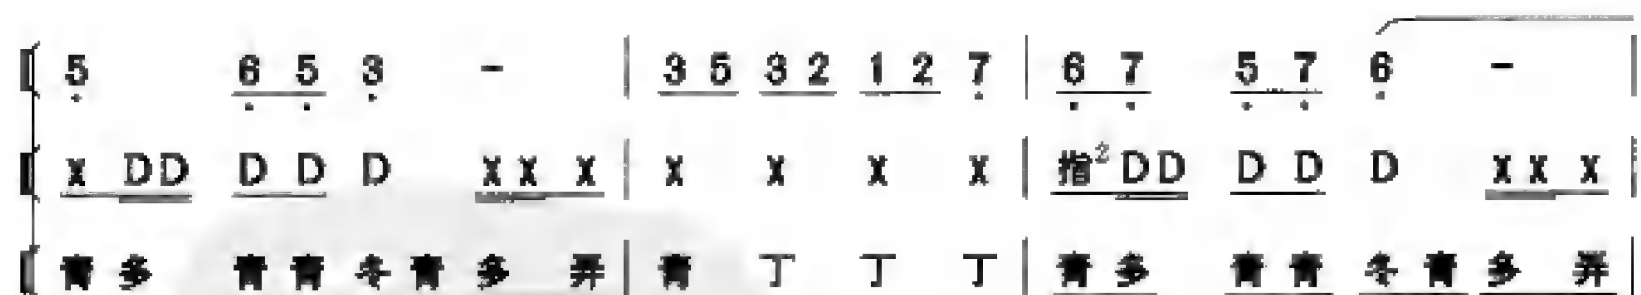 5 6 5 3 - | 3 5 3 2 1 2 7 | 6 7 5 7 6 - |
X DD D D D XX X | X X X X | 指² DD D D D XX X |
青多 青青冬青多 弄 | 青 丁 丁 丁 | 青多 青青冬青多 弄 |